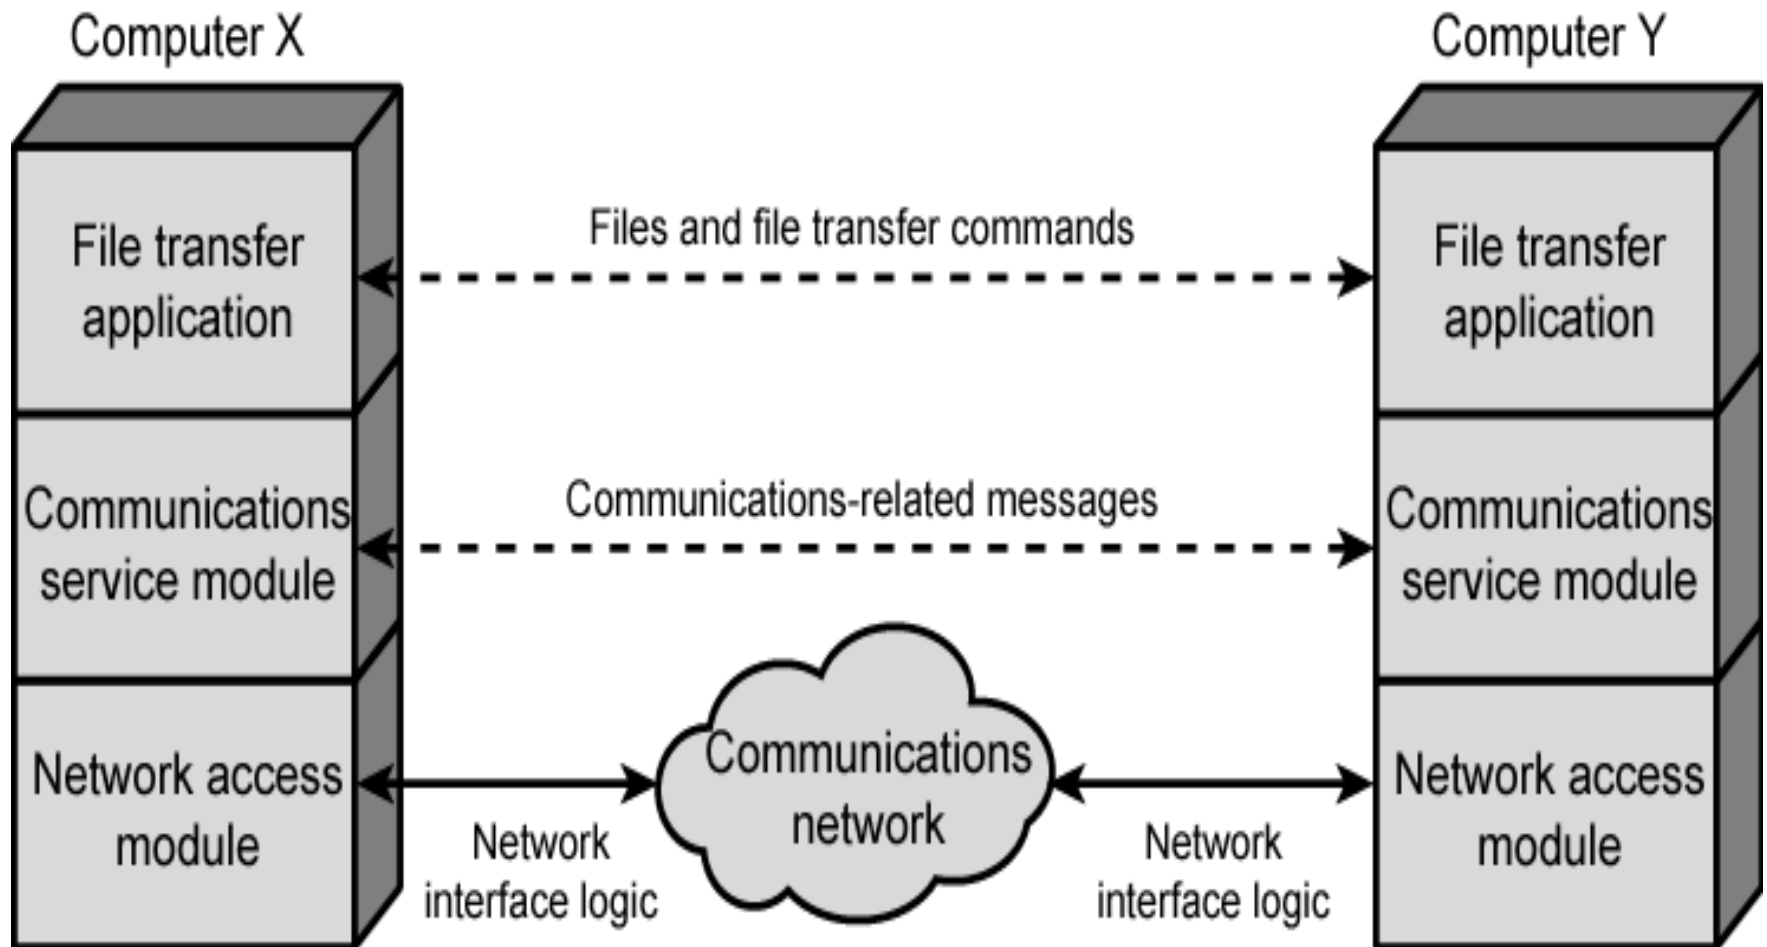 Computer X
Computer Y
File transfer
application
Files and file transfer commands
File transfer
application
Communications
service module
Communications-related messages
Communications
service module
Network access
module
Network
interface logic
Communications
network
Network
interface logic
Network access
module